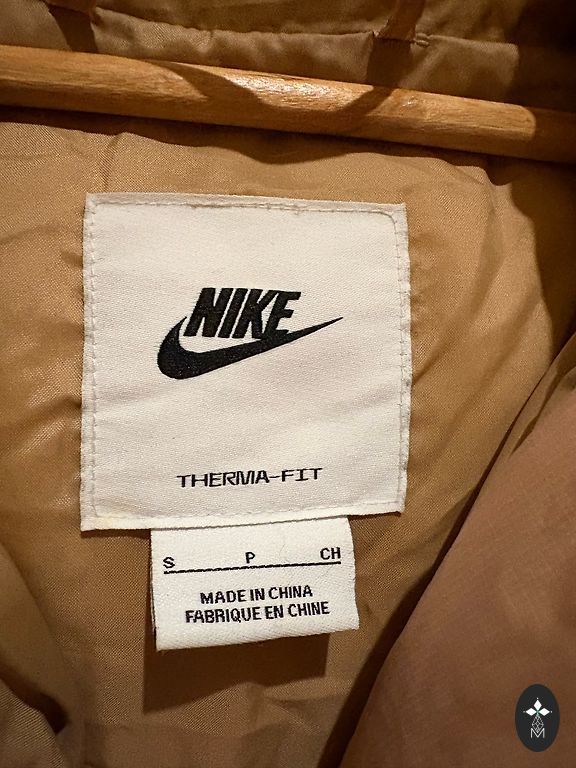 NIKE
THERMA-FIT
S P CH
MADE IN CHINA
FABRIQUE EN CHINE
M